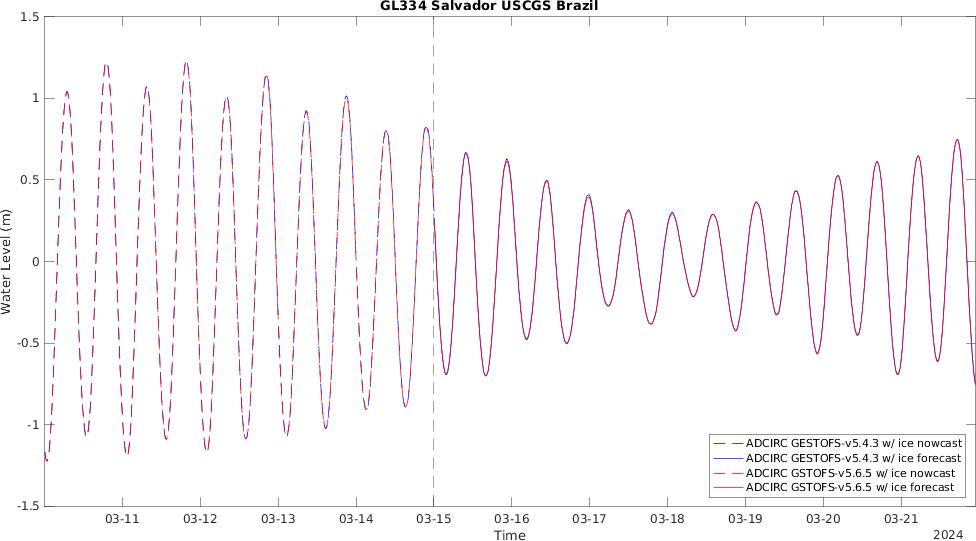 GL334 Salvador USCGS Brazil
1.5
1
0.5
0
-0.5
-1
-1.5
Water Level (m)
ADCIRC GESTOFS-v5.4.3 w/ ice nowcast
ADCIRC GESTOFS-v5.4.3 w/ ice forecast
ADCIRC GSTOFS-v5.6.5 w/ ice nowcast
ADCIRC GSTOFS-v5.6.5 w/ ice forecast
03-11 03-12 03-13 03-14 03-15 03-16 03-17 03-18 03-19 03-20 03-21
Time
2024